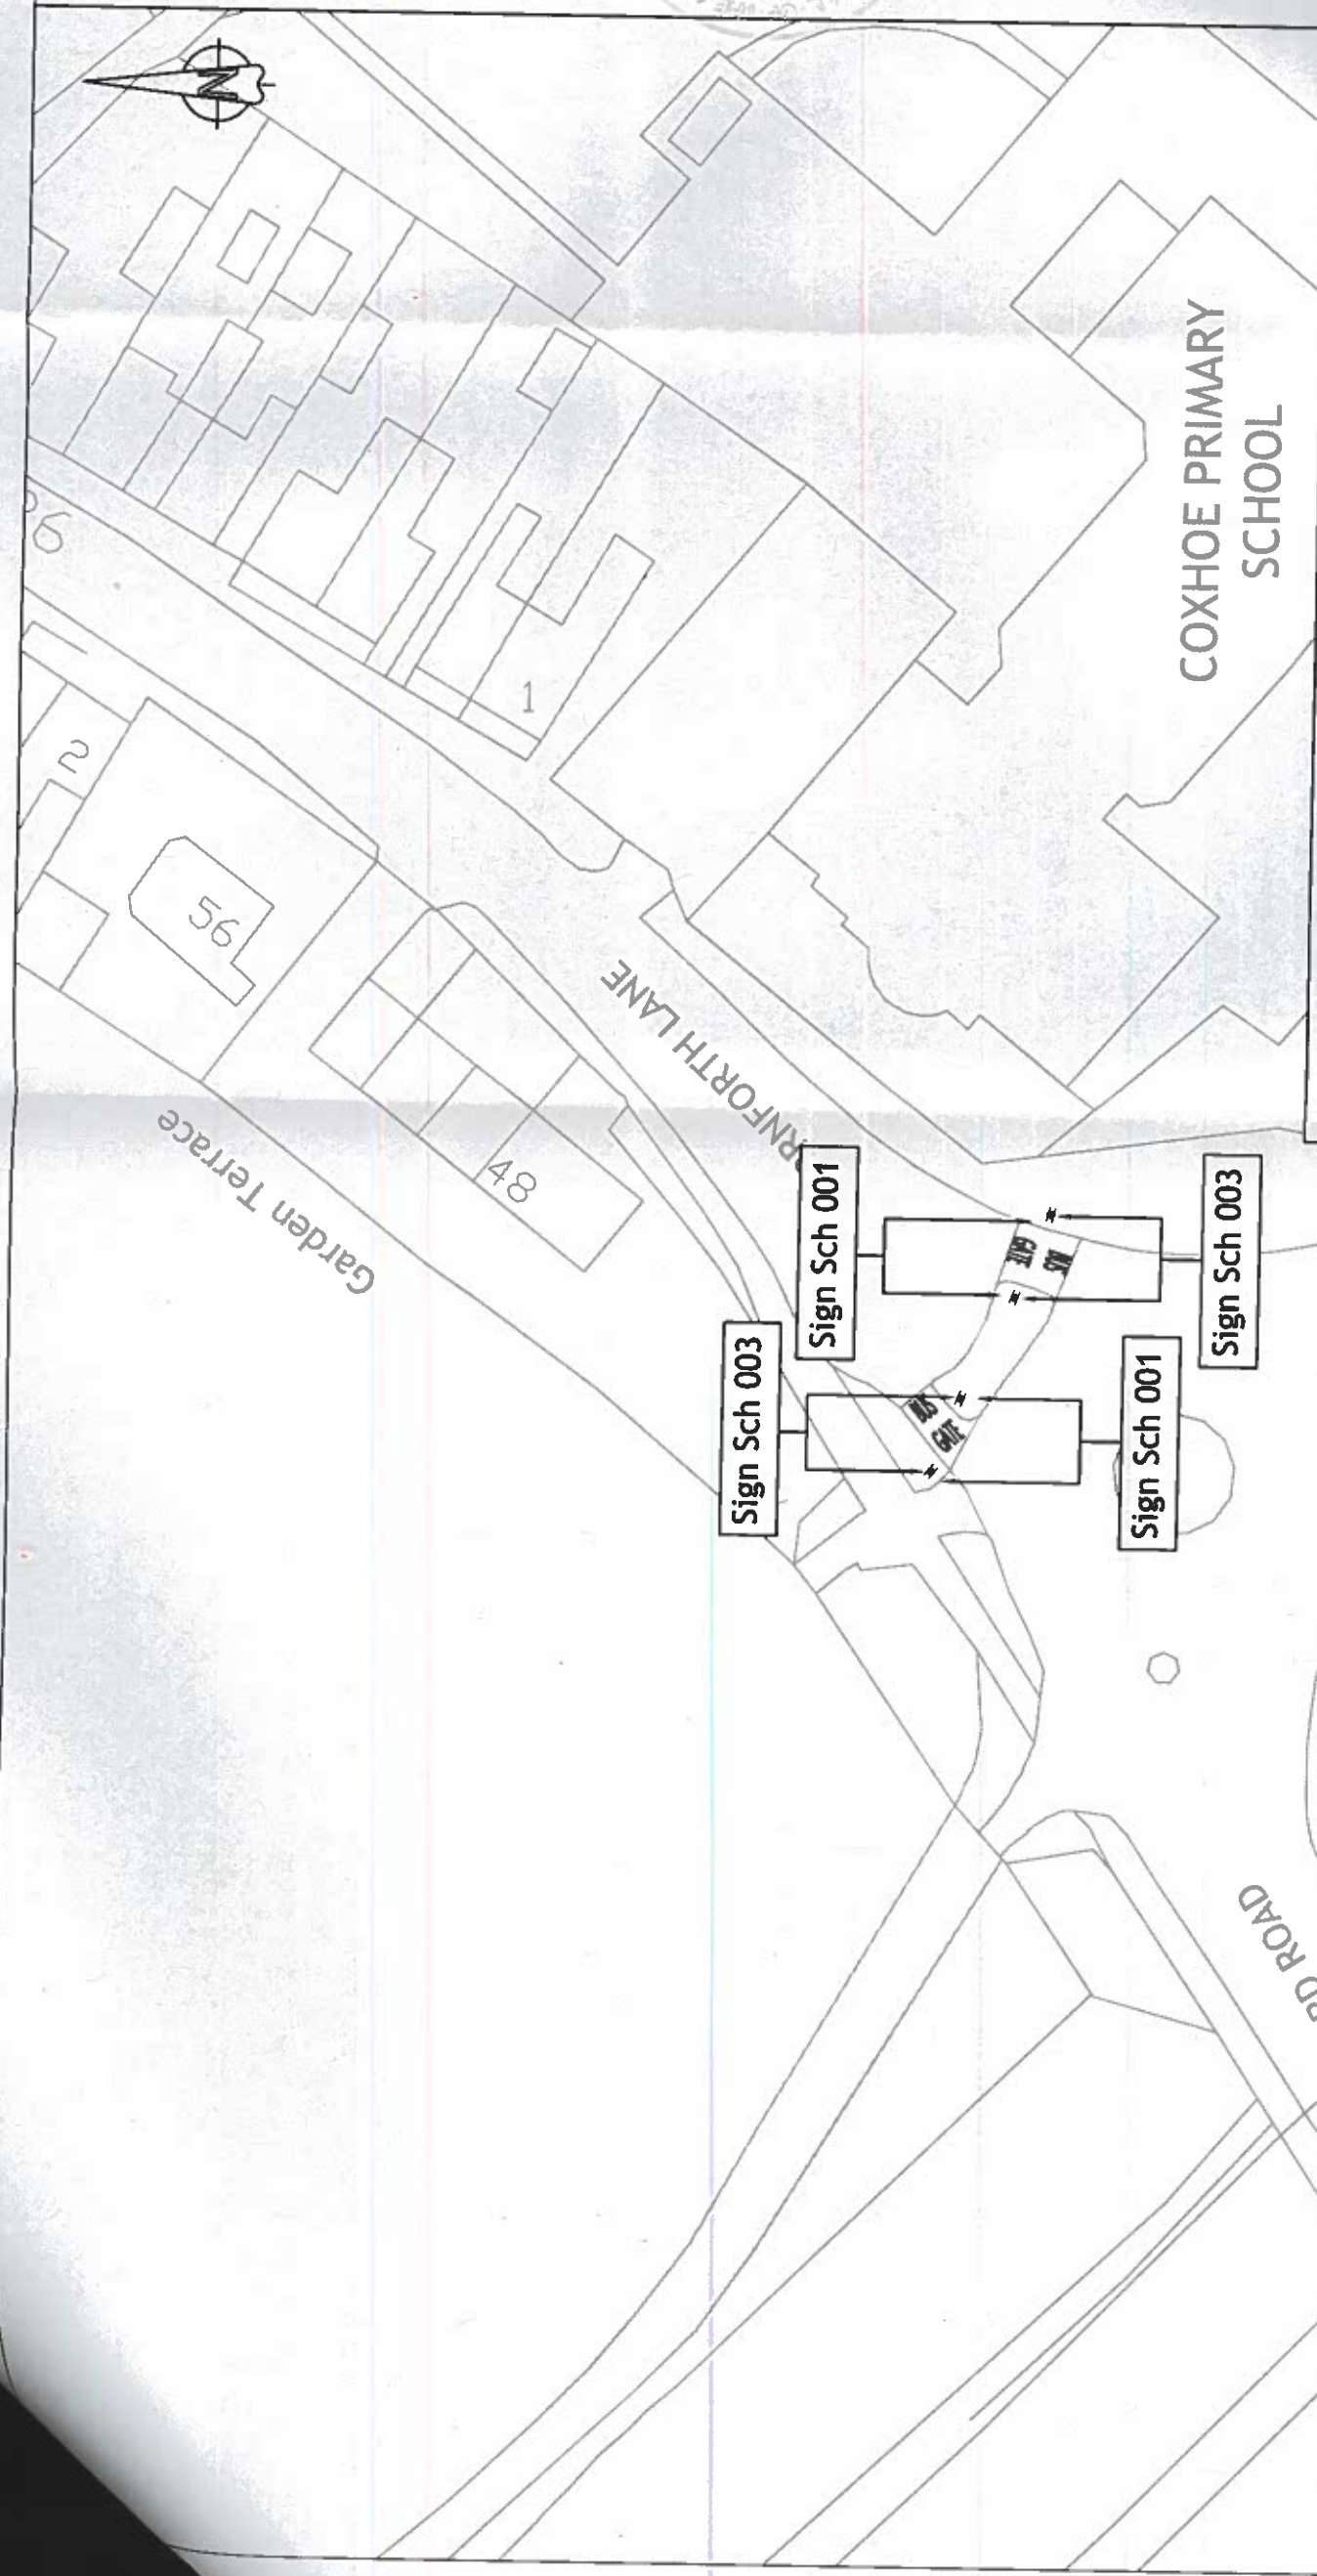 N
2
56
1
48
Garden Terrace
RNFORTH LANE
COXHOE PRIMARY
SCHOOL
Sign Sch 003
Sign Sch 001
BUS
GATE
BUS
GATE
Sign Sch 001
Sign Sch 003
RD ROAD